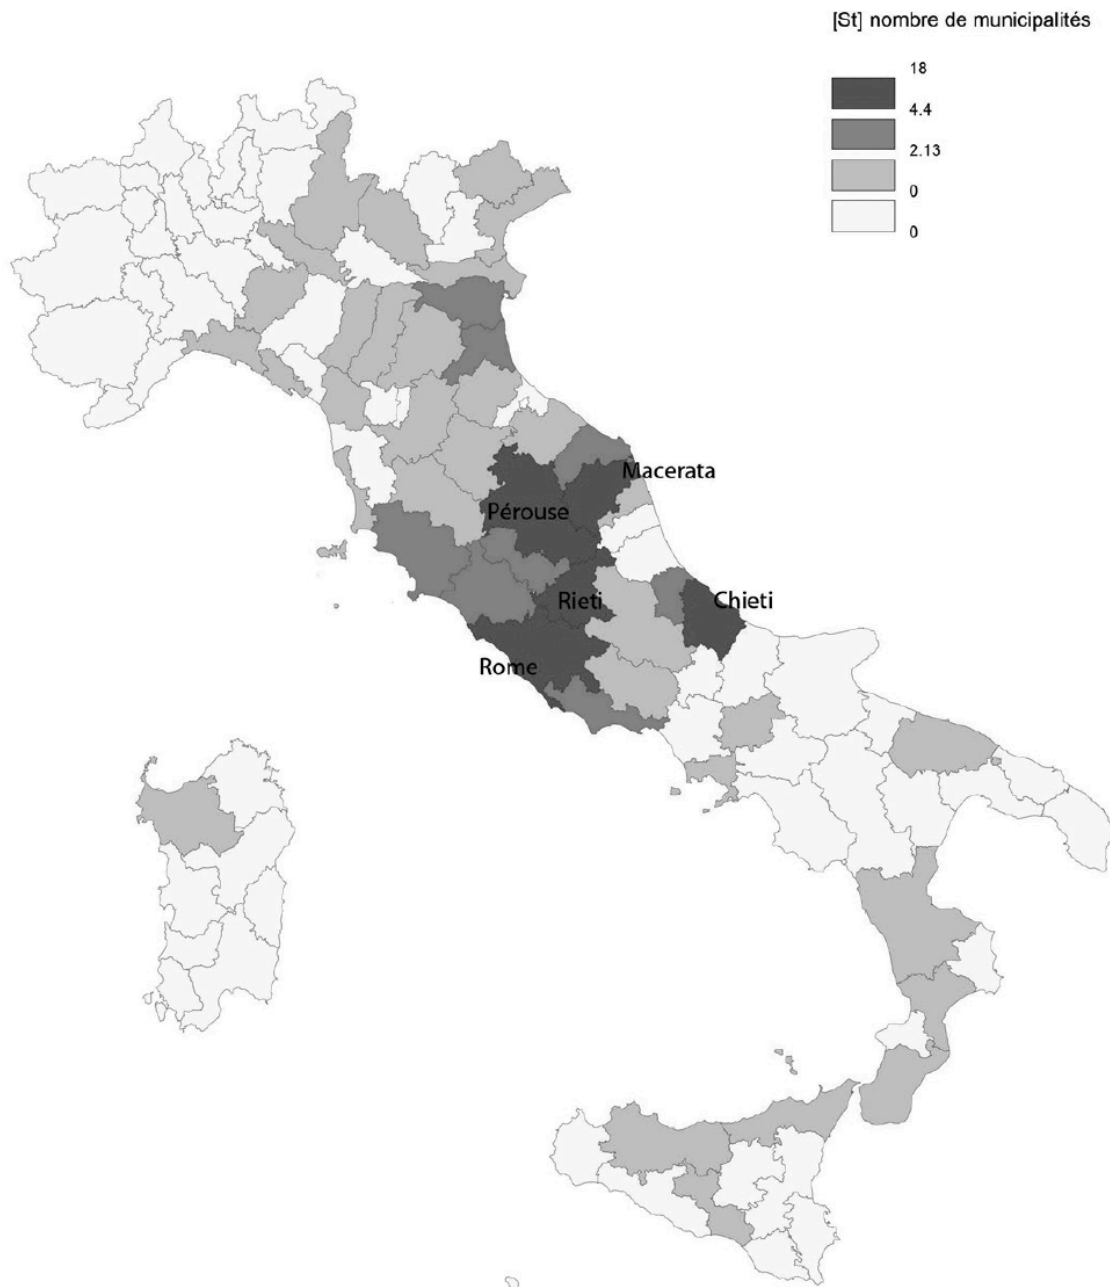 [St] nombre de municipalités
18
4.4
2.13
0
0
Macerata
Pérouse
Rieti
Chieti
Rome